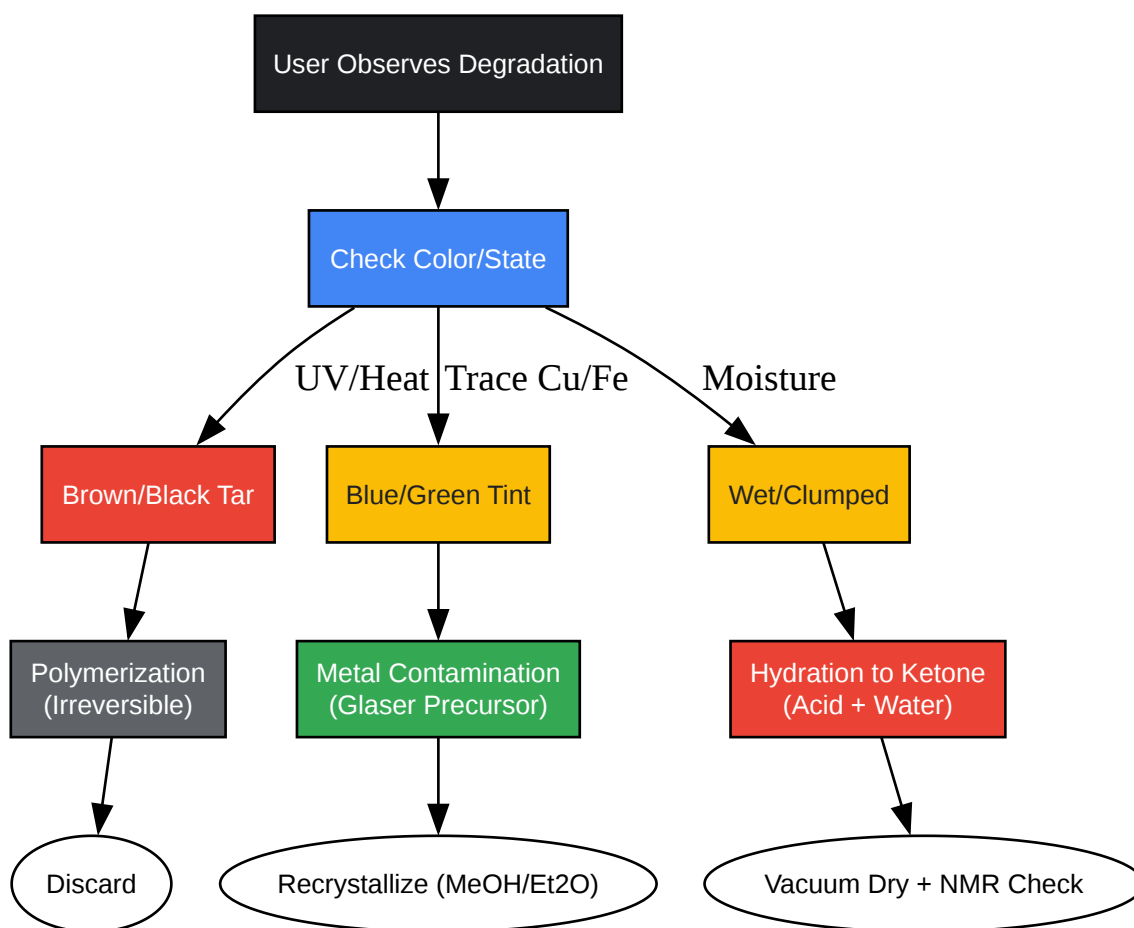 User Observes Degradation
Check Color/State
UV/Heat
Trace Cu/Fe
Moisture
Brown/Black Tar
Blue/Green Tint
Wet/Clumped
Polymerization
(Irreversible)
Metal Contamination
(Glaser Precursor)
Hydration to Ketone
(Acid + Water)
Discard
Recrystallize (MeOH/Et2O)
Vacuum Dry + NMR Check